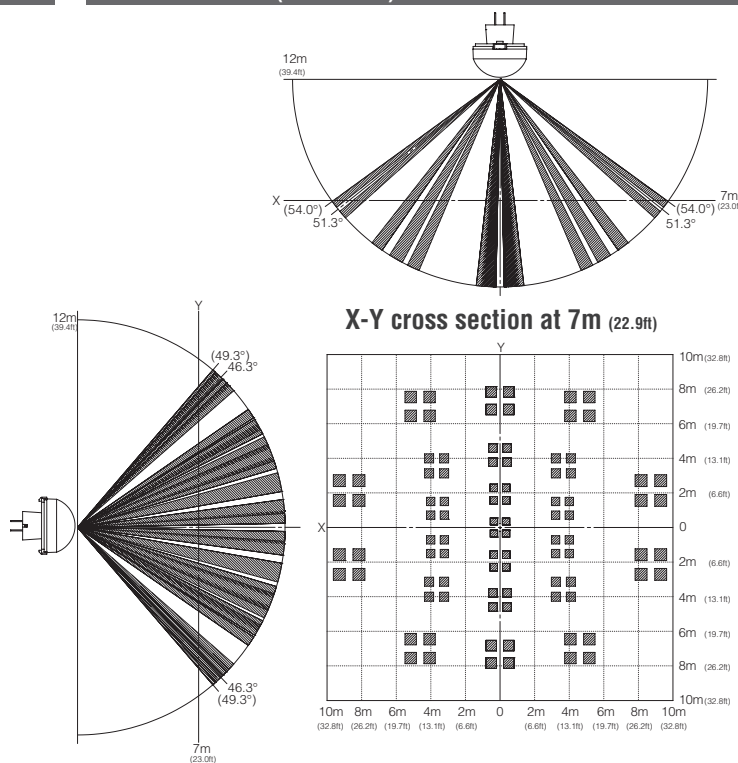 12m
(39.4ft)
X
(54.0°)
51.3°
(54.0°)
51.3°
7m
12m
(39.4ft)
Y
(49.3°)
46.3°
46.3°
(49.3°)
7m
(23.0ft)
X-Y cross section at 7m (22.9ft)
Y
X
10m (32.8ft)
8m (26.2ft)
6m (19.7ft)
4m (13.1ft)
2m (6.6ft)
0
2m (6.6ft)
4m (13.1ft)
6m (19.7ft)
8m (26.2ft)
10m (32.8ft)
10m 8m 6m 4m 2m 0 2m 4m 6m 8m 10m
(32.8ft) (26.2ft) (19.7ft) (13.1ft) (6.6ft) (6.6ft) (13.1ft) (19.7ft) (26.2ft) (32.8ft)